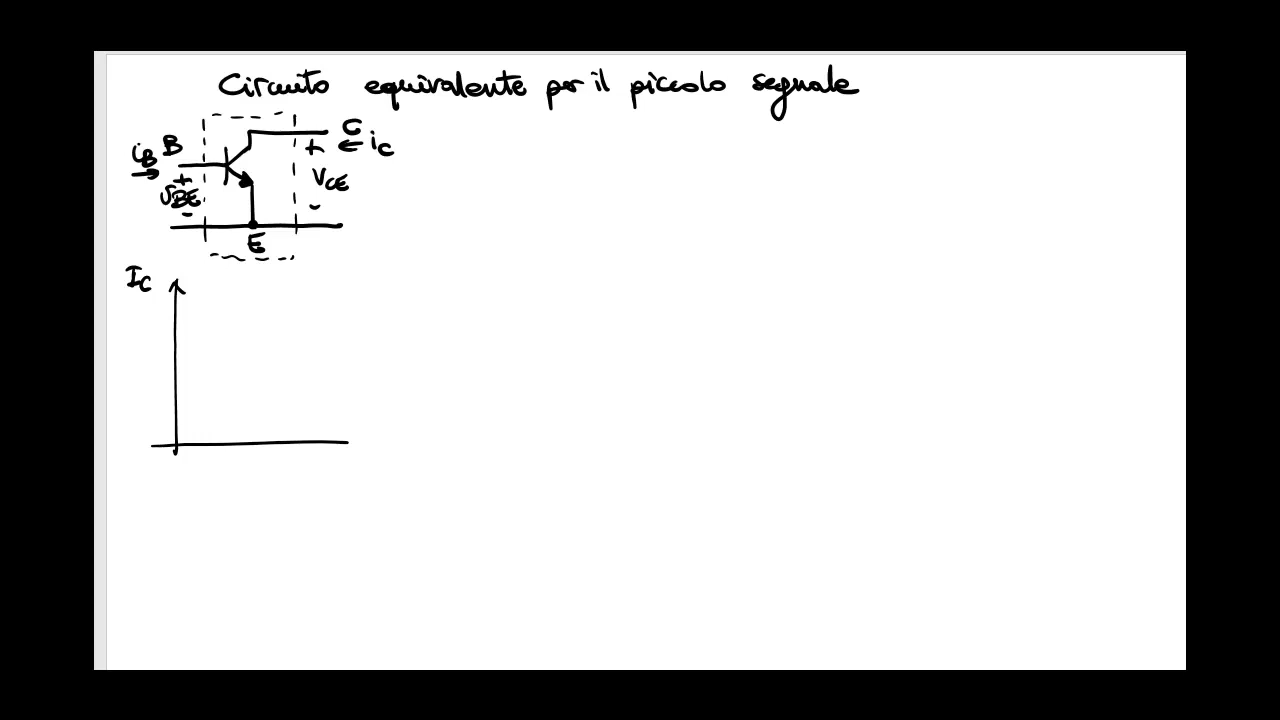 Circuito equivalente per il piccolo segnale
C
iB B + iC
+ VCE
VBE
- -
E
IC